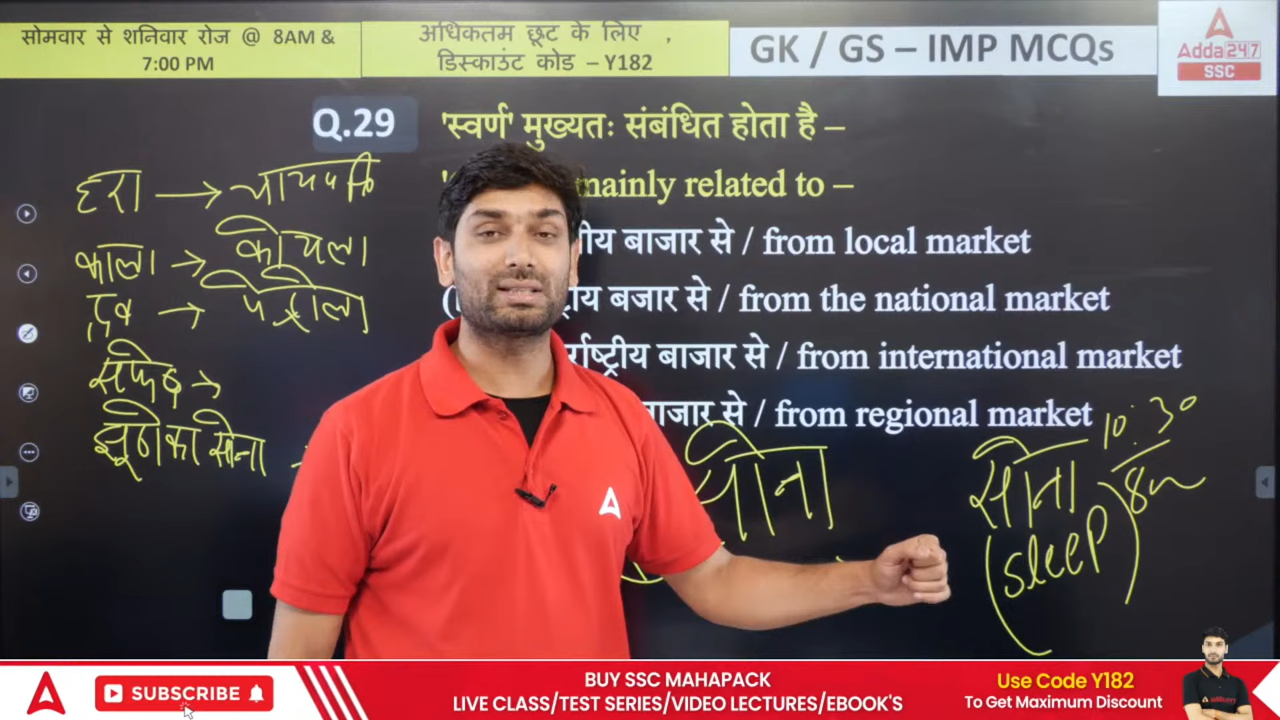 सोमवार से शनिवार रोज @ 8AM &
7:00 PM
अधिकतम छूट के लिए ,
डिस्काउंट कोड – Y182
GK / GS – IMP MCQs
Adda247
SSC
Q.29
'स्वर्ण' मुख्यतः संबंधित होता है –
mainly related to –
बाजार से / from local market
बजार से / from the national market
बाजार से / from international market
से / from regional market
हरा → चायपत्ति
काला → कोयला
द्रव → पेट्रोल
सफेद →
झूठ का सोना
सोना
सोना
(sleep)
10:30
BUY SSC MAHAPACK
LIVE CLASS/TEST SERIES/VIDEO LECTURES/EBOOK'S
SUBSCRIBE
Use Code Y182
To Get Maximum Discount